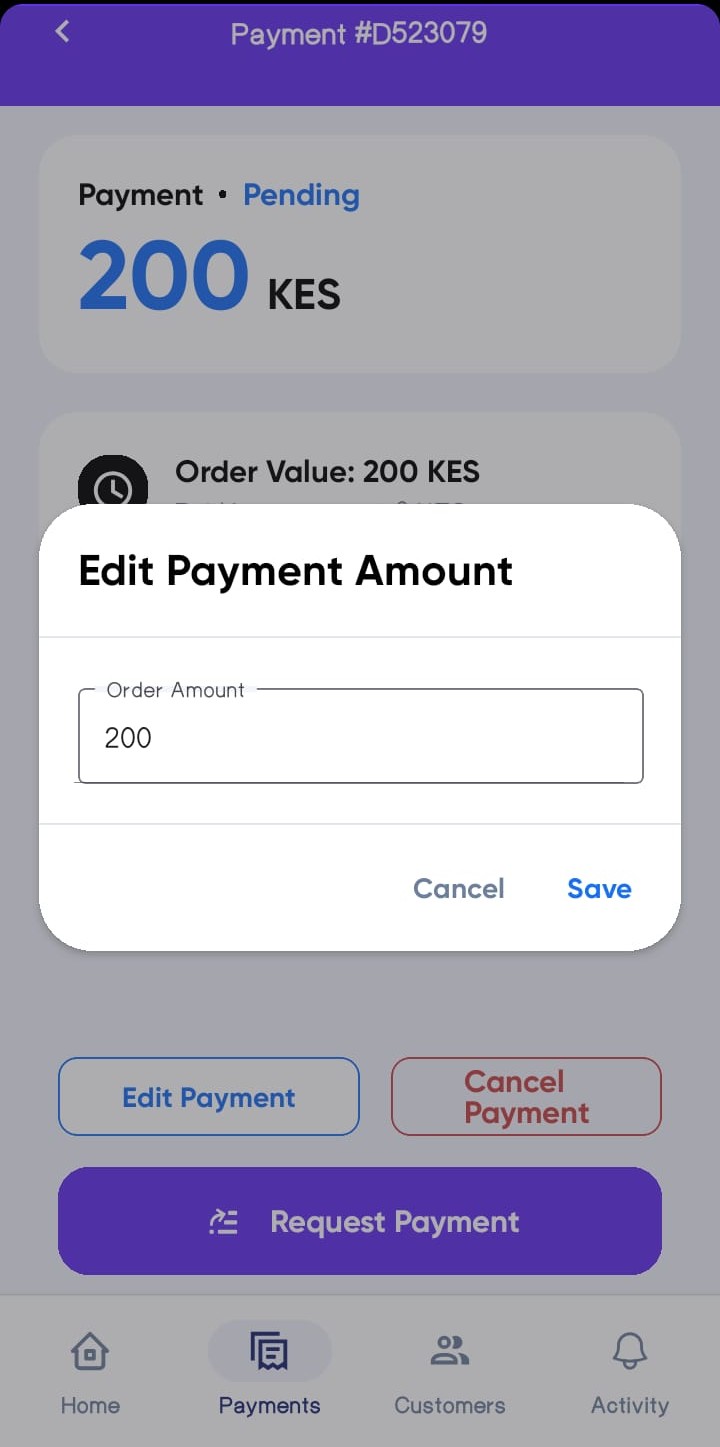 Payment #D523079
Payment • Pending
200 KES
Order Value: 200 KES
Edit Payment Amount
Order Amount
200
Cancel
Save
Edit Payment
Cancel
Payment
Request Payment
Home
Payments
Customers
Activity